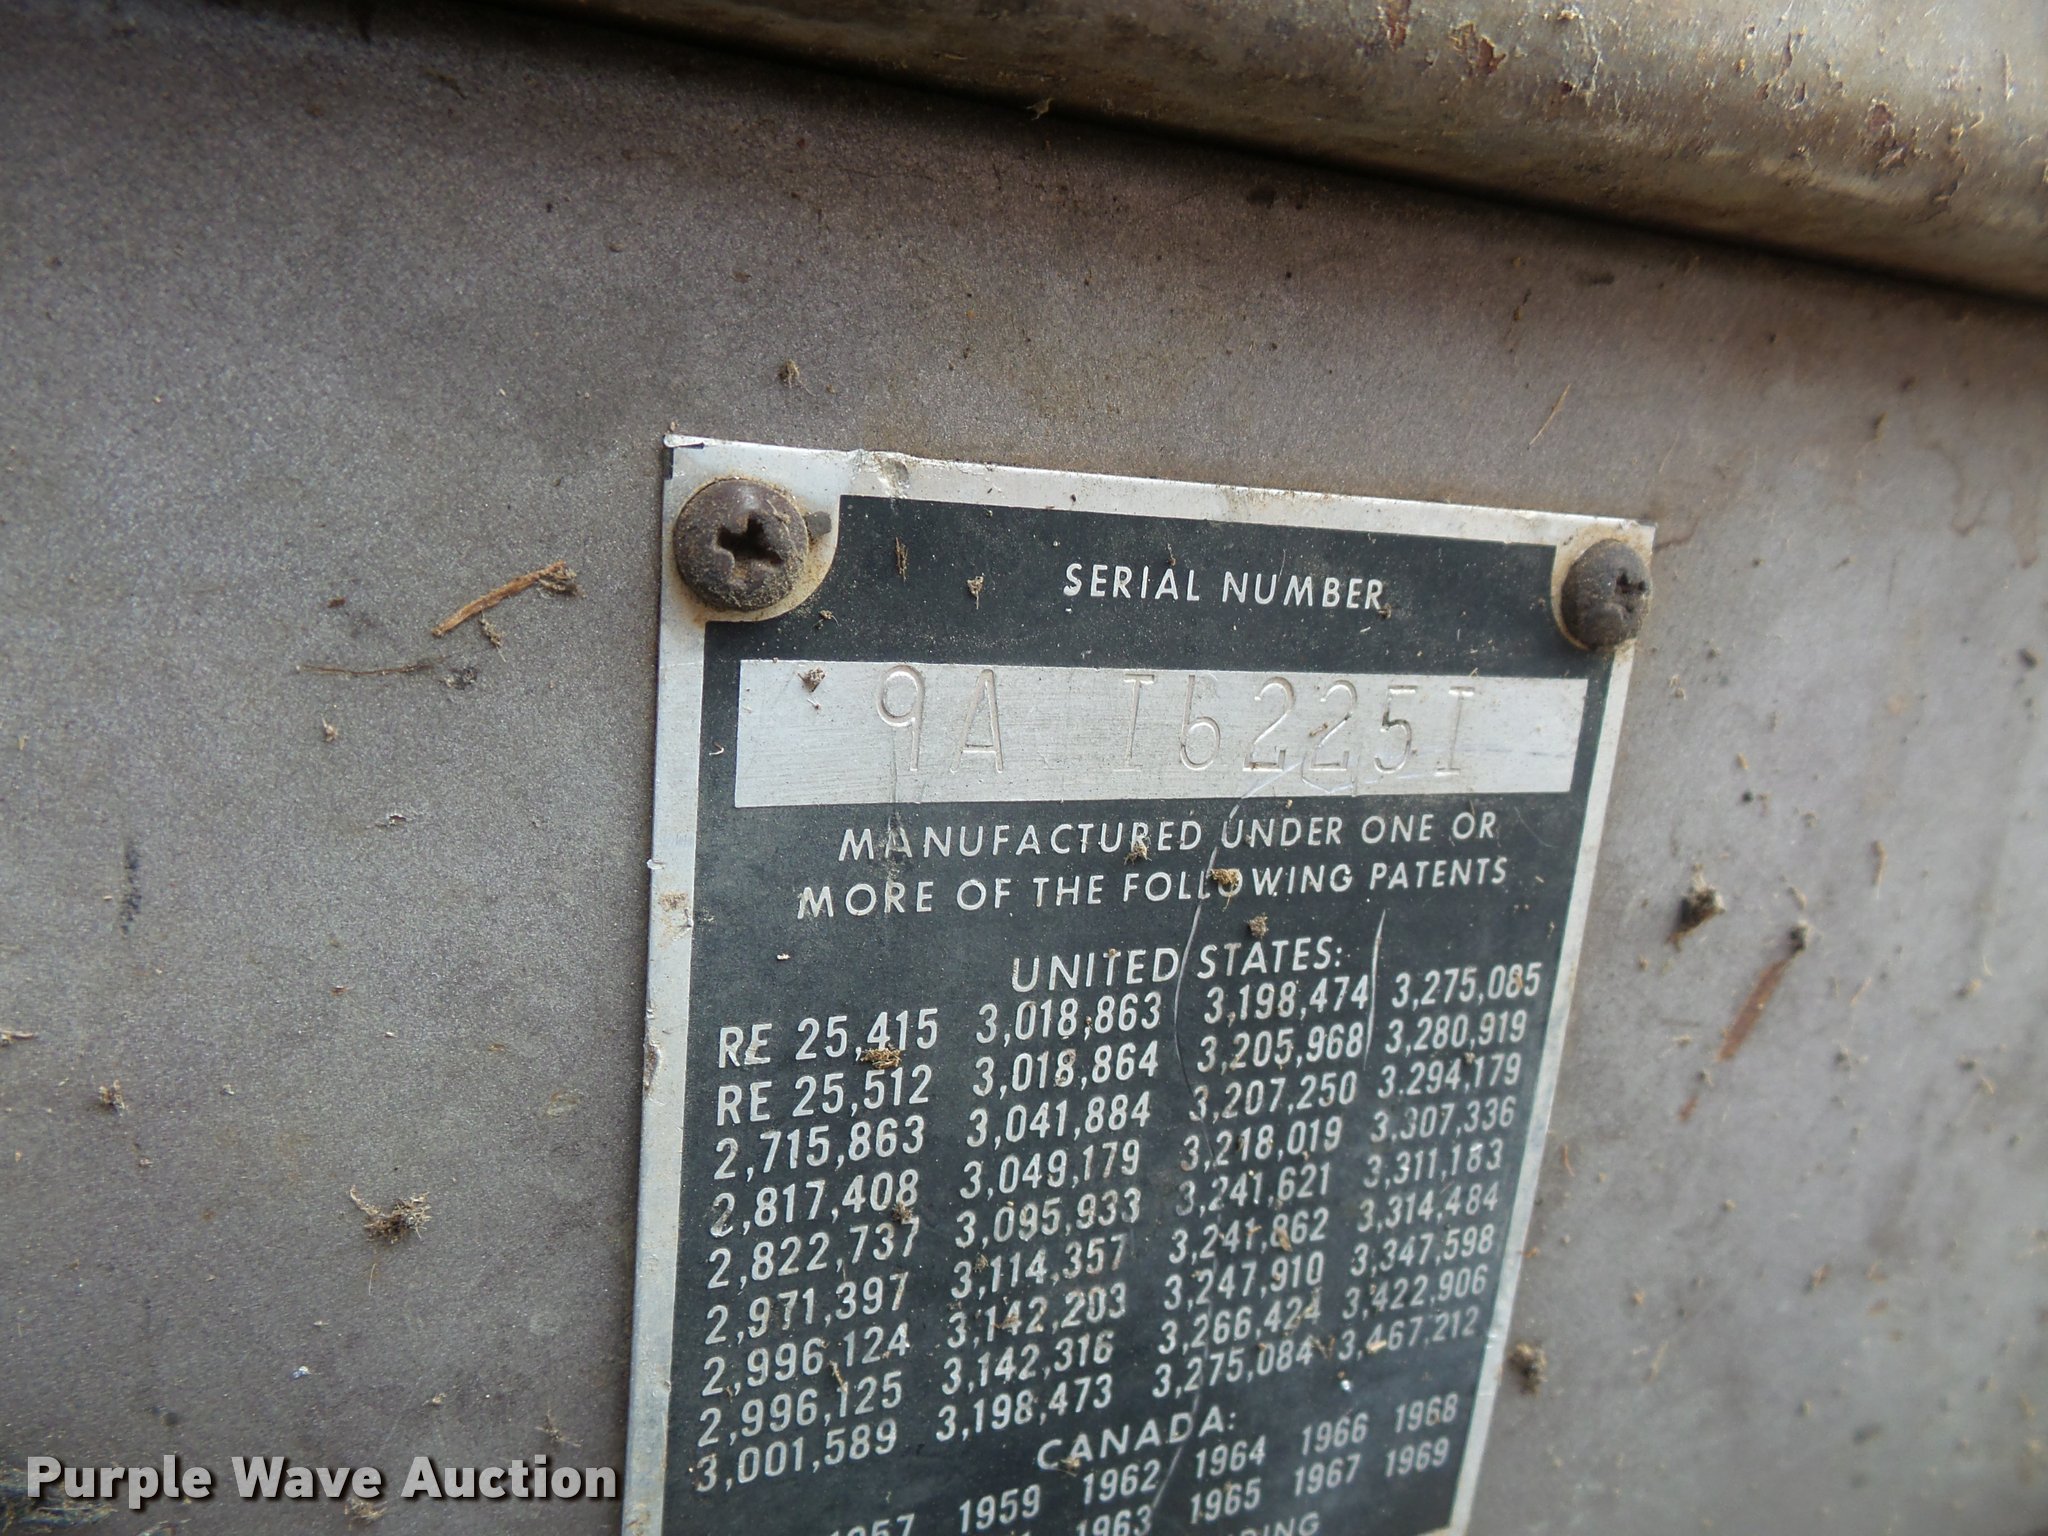 SERIAL NUMBER
9A 162251
MANUFACTURED UNDER ONE OR
MORE OF THE FOLLOWING PATENTS
UNITED STATES:
RE 25,415 3,018,863 3,198,474 3,275,085
RE 25,512 3,018,864 3,205,968 3,280,919
2,715,863 3,041,884 3,207,250 3,294,179
2,817,408 3,049,179 3,218,019 3,307,336
2,822,737 3,095,933 3,241,621 3,311,183
2,971,397 3,114,357 3,241,862 3,314,484
2,996,124 3,142,203 3,247,910 3,347,598
2,996,125 3,142,316 3,266,424 3,422,906
3,001,589 3,198,473 3,275,084 3,467,212
CANADA:
1957 1959 1962 1964 1966 1968
1963 1965 1967 1969
Purple Wave Auction